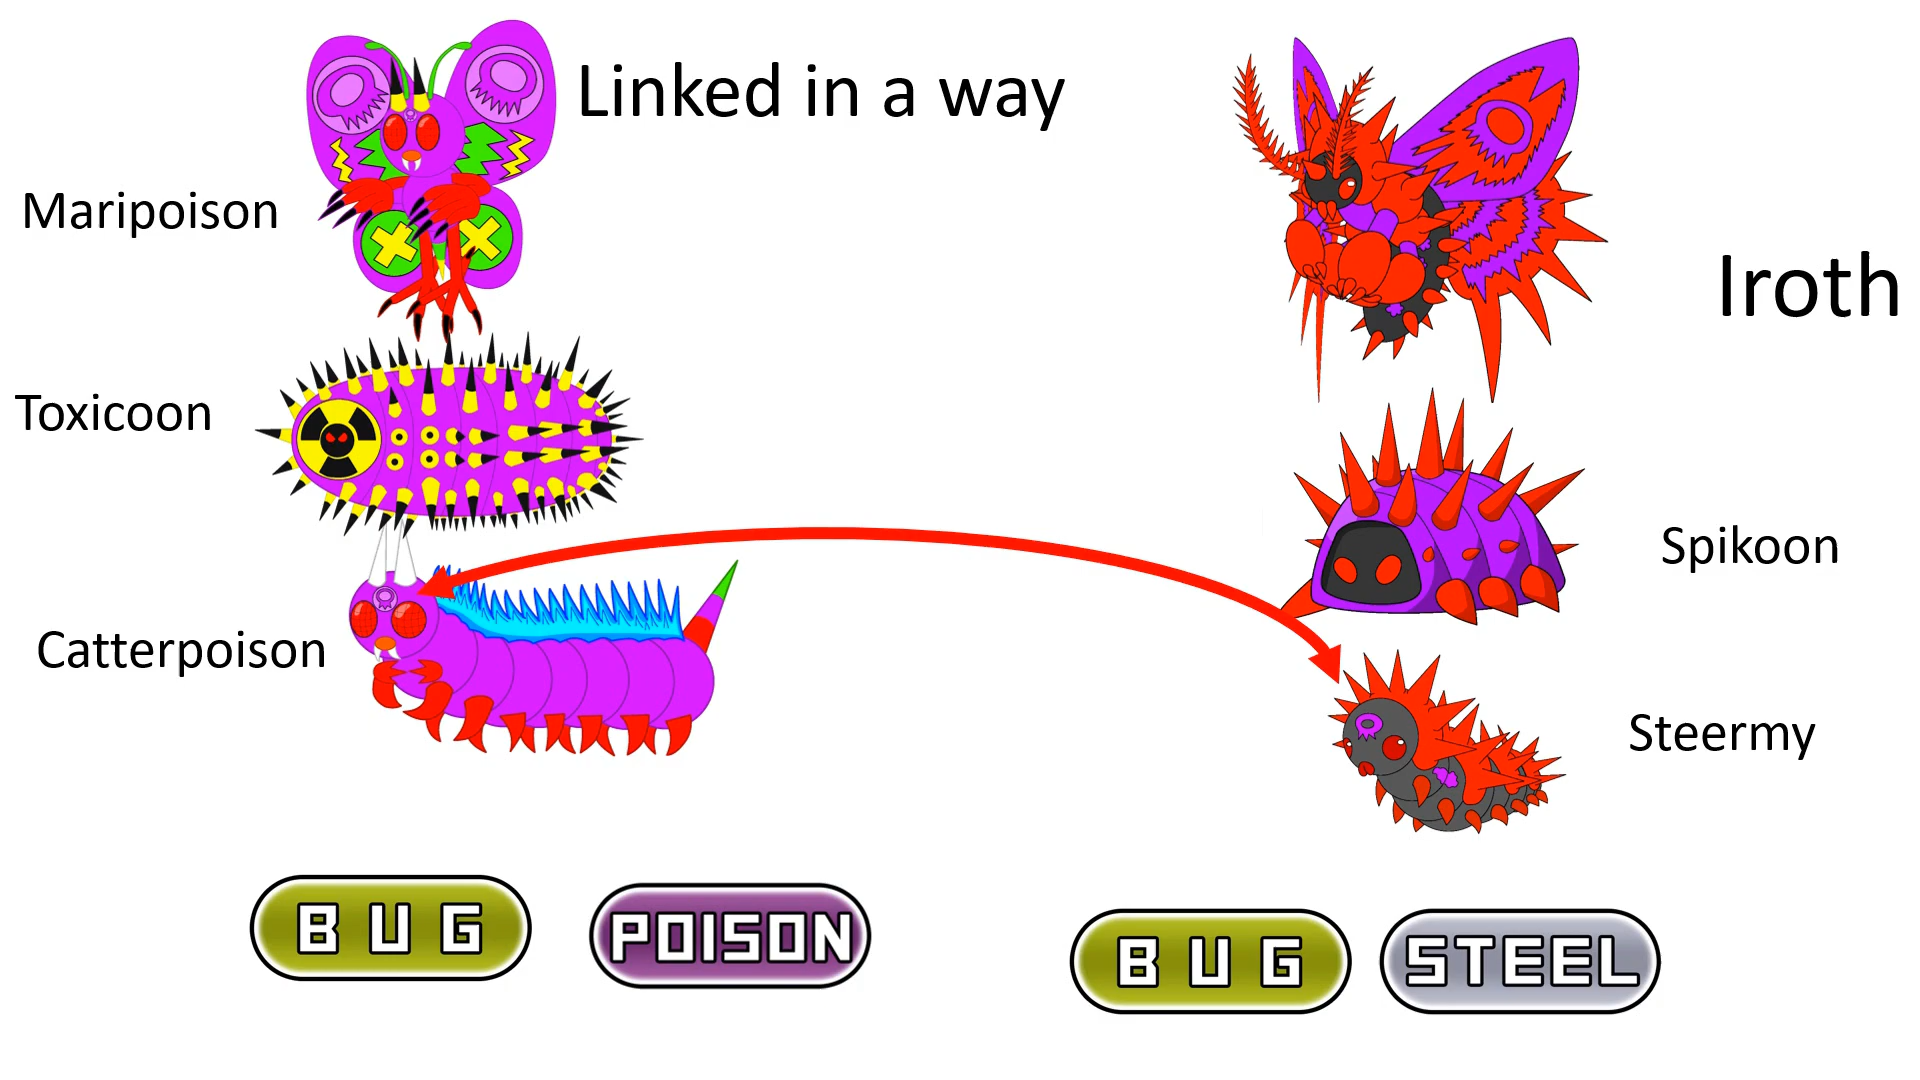 Linked in a way
Maripoison
Iroth
Toxicoon
Spikoon
Catterpoison
Steermy
BUG
POISON
BUG
STEEL